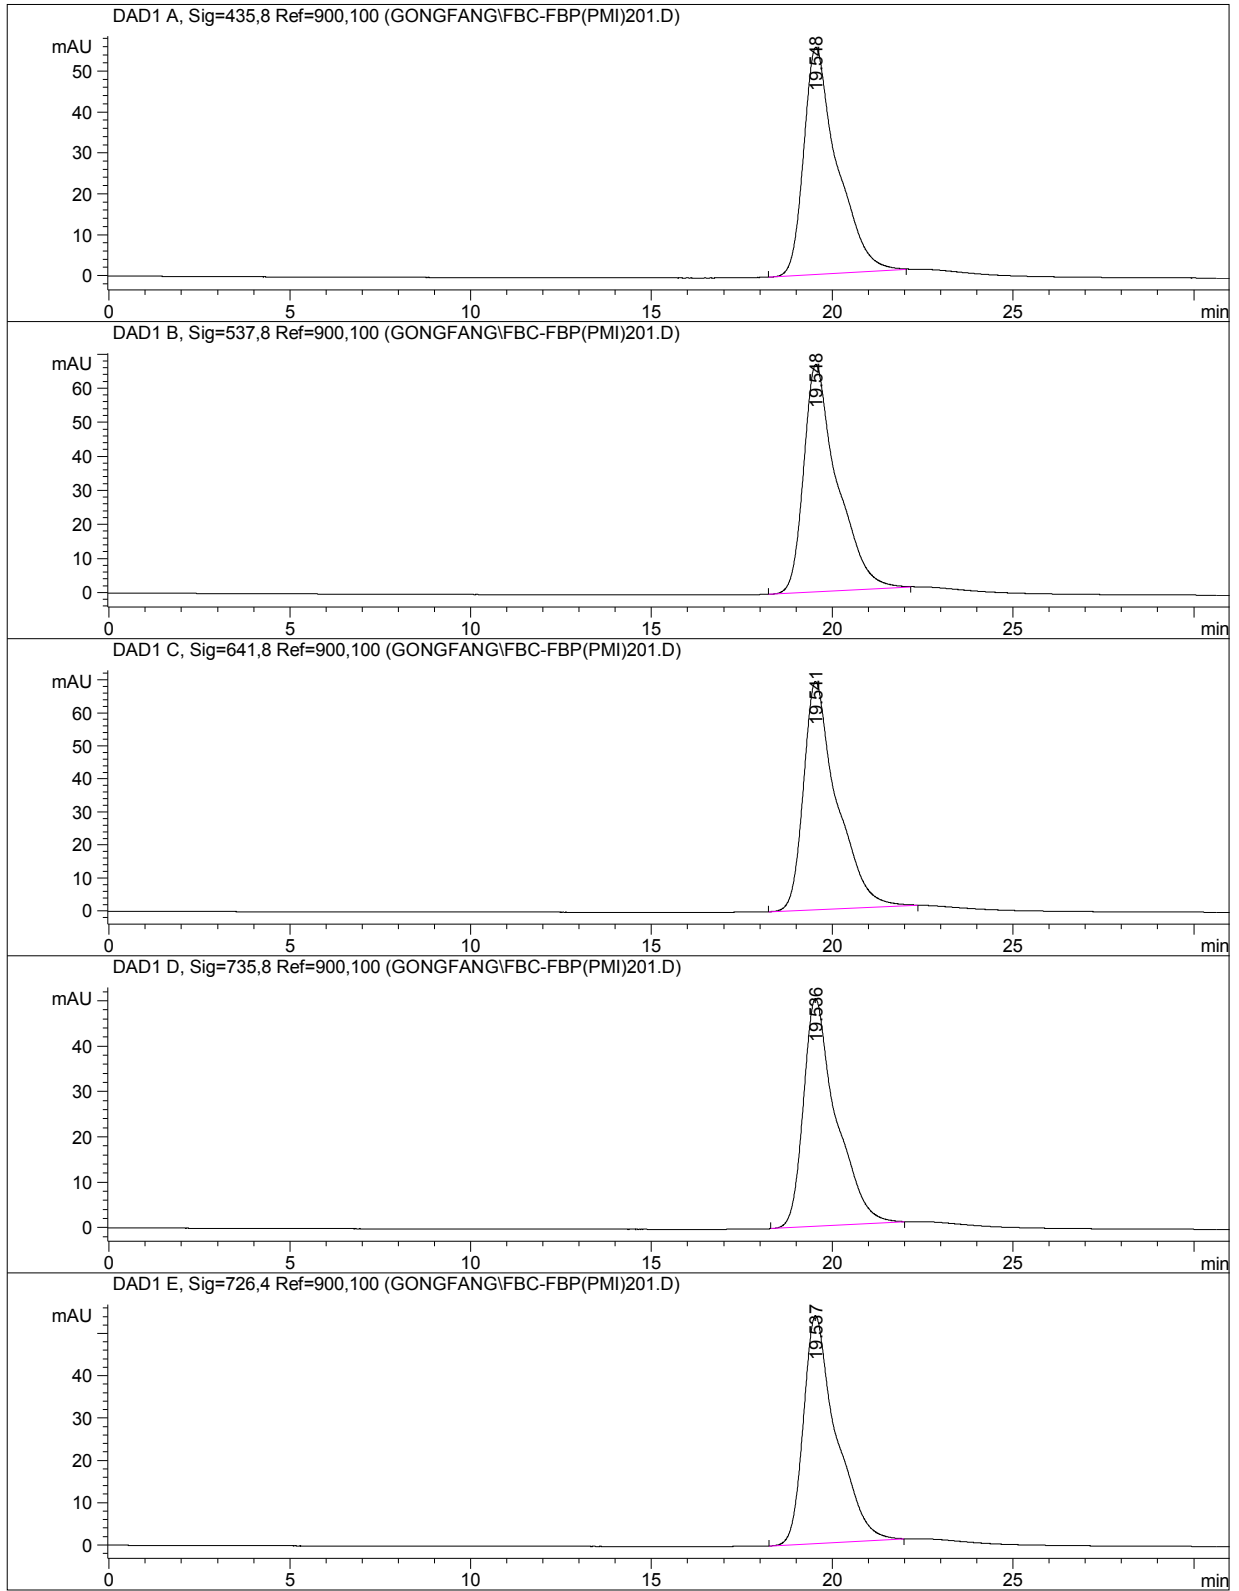 DAD1 A, Sig=435,8 Ref=900,100 (GONGFANG\FBC-FBP(PMI)201.D)
mAU
19.548
50
40
30
20
10
0
0 5 10 15 20 25 min
DAD1 B, Sig=537,8 Ref=900,100 (GONGFANG\FBC-FBP(PMI)201.D)
mAU
19.548
60
50
40
30
20
10
0
0 5 10 15 20 25 min
DAD1 C, Sig=641,8 Ref=900,100 (GONGFANG\FBC-FBP(PMI)201.D)
mAU
19.541
60
50
40
30
20
10
0
0 5 10 15 20 25 min
DAD1 D, Sig=735,8 Ref=900,100 (GONGFANG\FBC-FBP(PMI)201.D)
mAU
19.536
40
30
20
10
0
0 5 10 15 20 25 min
DAD1 E, Sig=726,4 Ref=900,100 (GONGFANG\FBC-FBP(PMI)201.D)
mAU
19.537
40
30
20
10
0
0 5 10 15 20 25 min